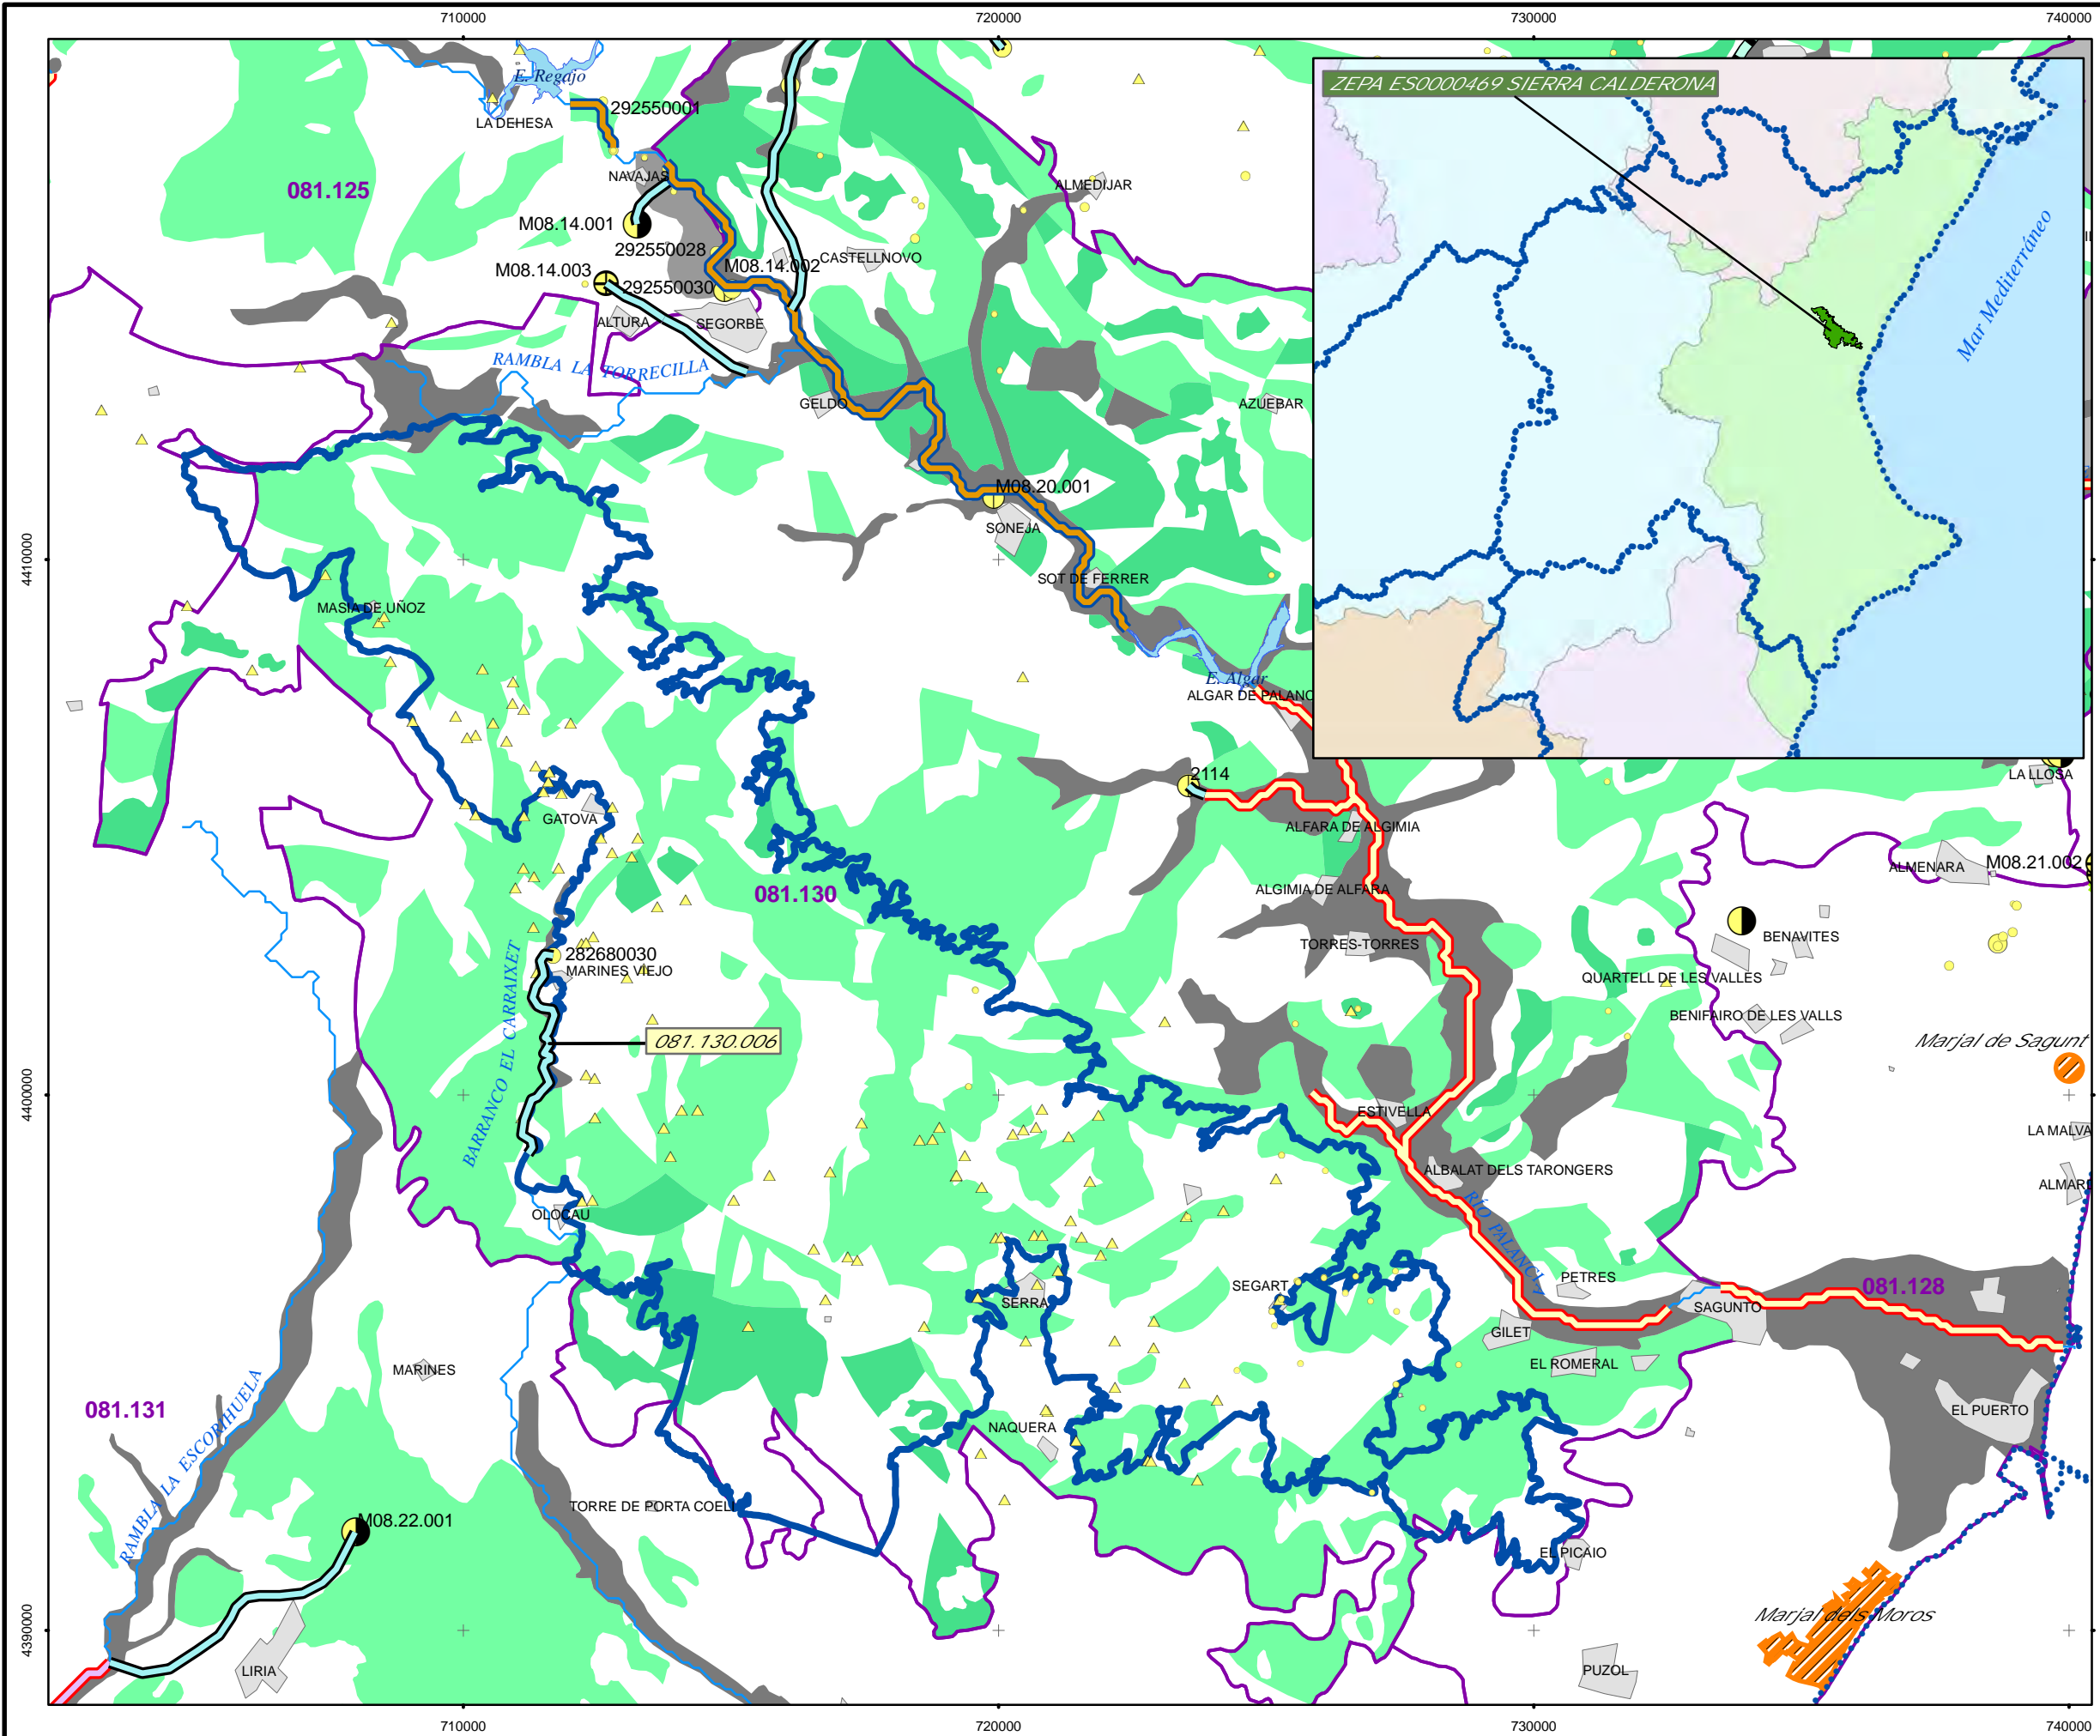 710000
720000
730000
740000
ZEPA ES0000469 SIERRA CALDERONA
Mar Mediterráneo
E. Regajo
LA DEHESA
292550001
081.125
NAVAJAS
ALMEDIJAR
M08.14.001
292550028
M08.14.002
CASTELLNOVO
M08.14.003
292550030
ALTURA
SEGORBE
RAMBLA LA TORRECILLA
GELDO
AZUEBAR
M08.20.001
SONEJA
4410000
SOT DE FERRER
MASIA DE UÑOZ
E. Algar
ALGAR DE PALANC
2114
LA LLOSA
GATOVA
ALFARA DE ALGIMIA
ALMENARA
M08.21.002
081.130
ALGIMIA DE ALFARA
BENAVITES
TORRES-TORRES
282680030
MARINES VIEJO
QUARTELL DE LES VALLES
BENIFAIRO DE LES VALLS
BARRANCO EL CARRAIXET
081.130.006
Marjal de Sagunt
4400000
ESTIVELLA
LA MALVA
ALBALAT DELS TARONGERS
ALMAR
OLOCAU
RÍO PALANCIA
SEGART
PETRES
081.128
SERRA
SAGUNTO
GILET
EL ROMERAL
MARINES
081.131
RAMBLA LA ESCORIHUELA
NAQUERA
EL PUERTO
TORRE DE PORTA COELI
M08.22.001
EL PICAIO
Marjal dels Moros
4390000
LIRIA
PUZOL
710000
720000
730000
740000